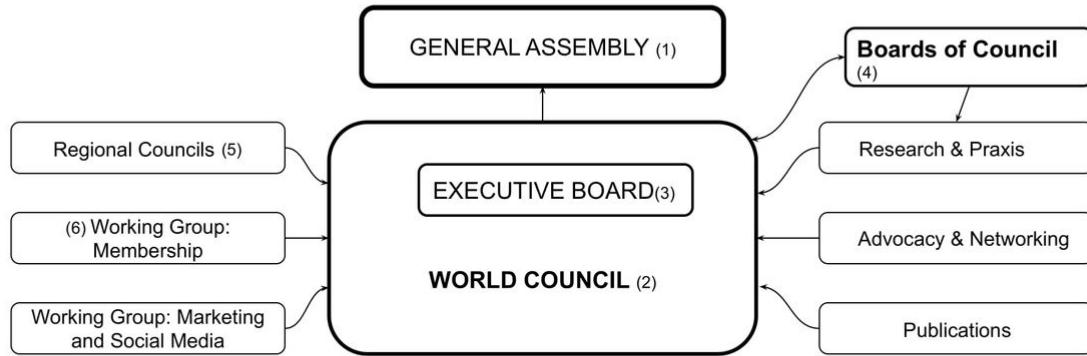 GENERAL ASSEMBLY (1)
Boards of Council
(4)
Regional Councils (5)
Research & Praxis
EXECUTIVE BOARD(3)
(6) Working Group:
Membership
Advocacy & Networking
WORLD COUNCIL (2)
Working Group: Marketing
and Social Media
Publications